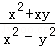 x²+xy
x² − y²